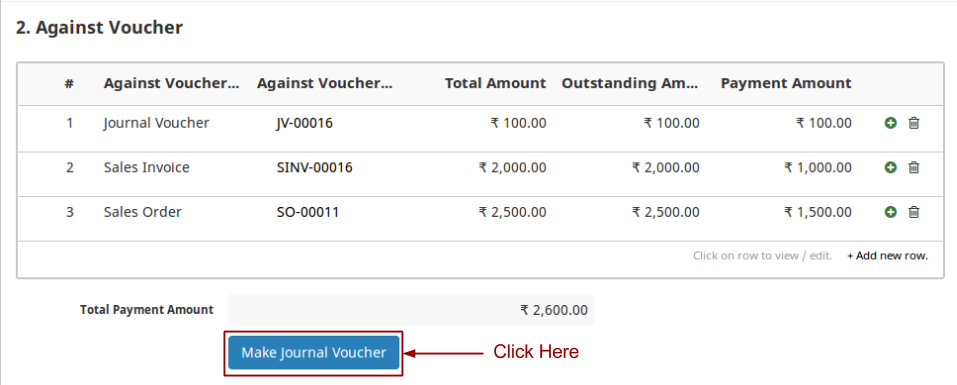 2. Against Voucher
# Against Voucher... Against Voucher... Total Amount Outstanding Am... Payment Amount
1 Journal Voucher JV-00016 ₹ 100.00 ₹ 100.00 ₹ 100.00
2 Sales Invoice SINV-00016 ₹ 2,000.00 ₹ 2,000.00 ₹ 1,000.00
3 Sales Order SO-00011 ₹ 2,500.00 ₹ 2,500.00 ₹ 1,500.00
Click on row to view / edit. + Add new row.
Total Payment Amount ₹ 2,600.00
Make Journal Voucher Click Here